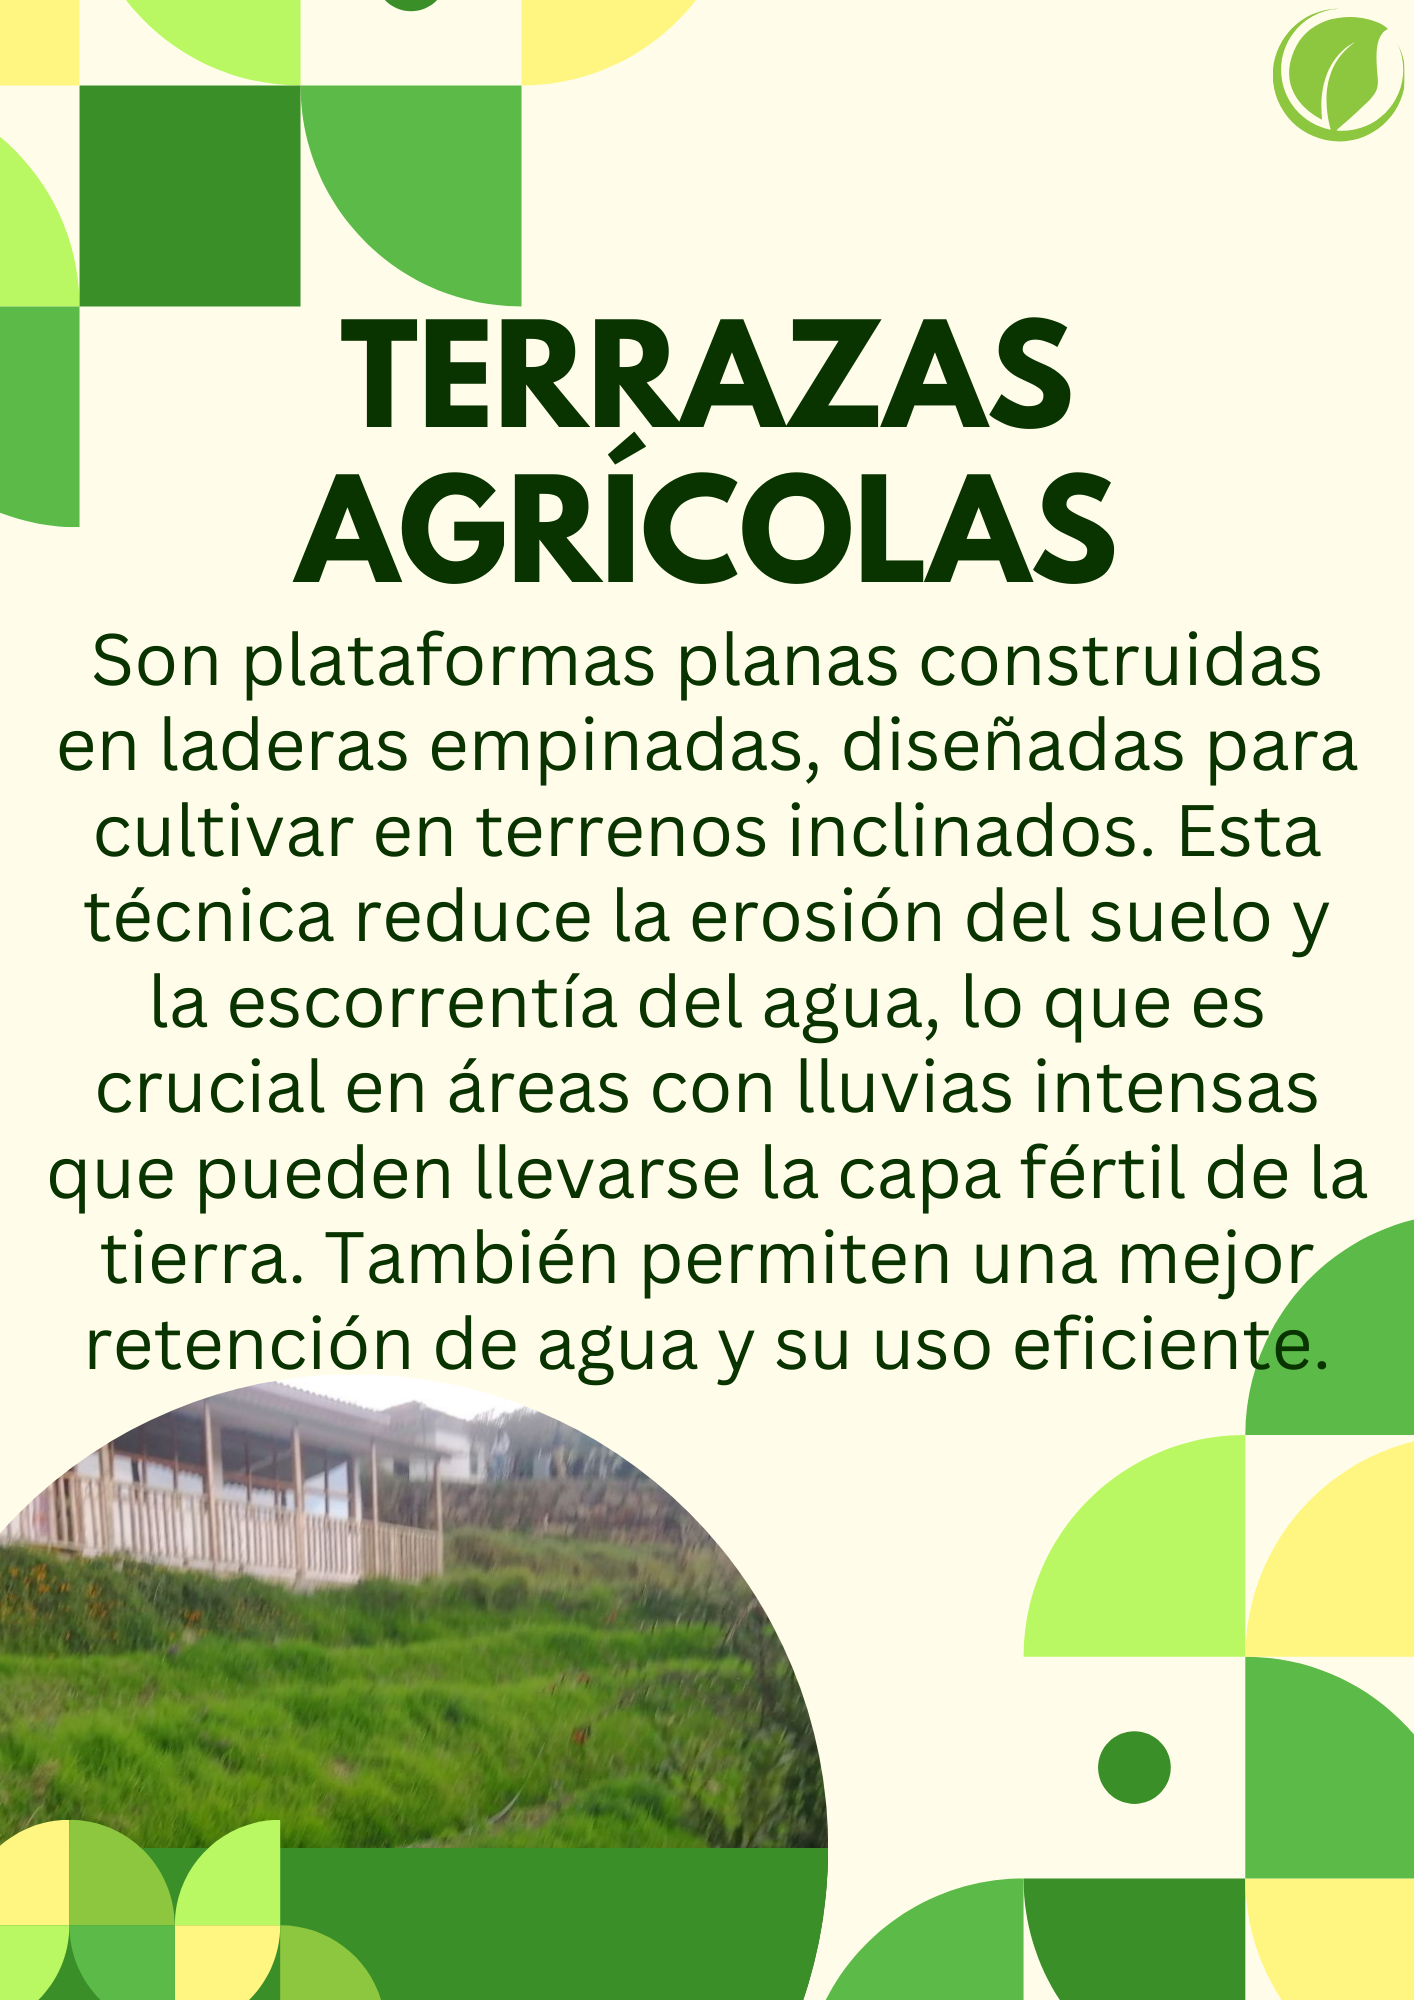 TERRAZAS
AGRÍCOLAS
Son plataformas planas construidas
en laderas empinadas, diseñadas para
cultivar en terrenos inclinados. Esta
técnica reduce la erosión del suelo y
la escorrentía del agua, lo que es
crucial en áreas con lluvias intensas
que pueden llevarse la capa fértil de la
tierra. También permiten una mejor
retención de agua y su uso eficiente.